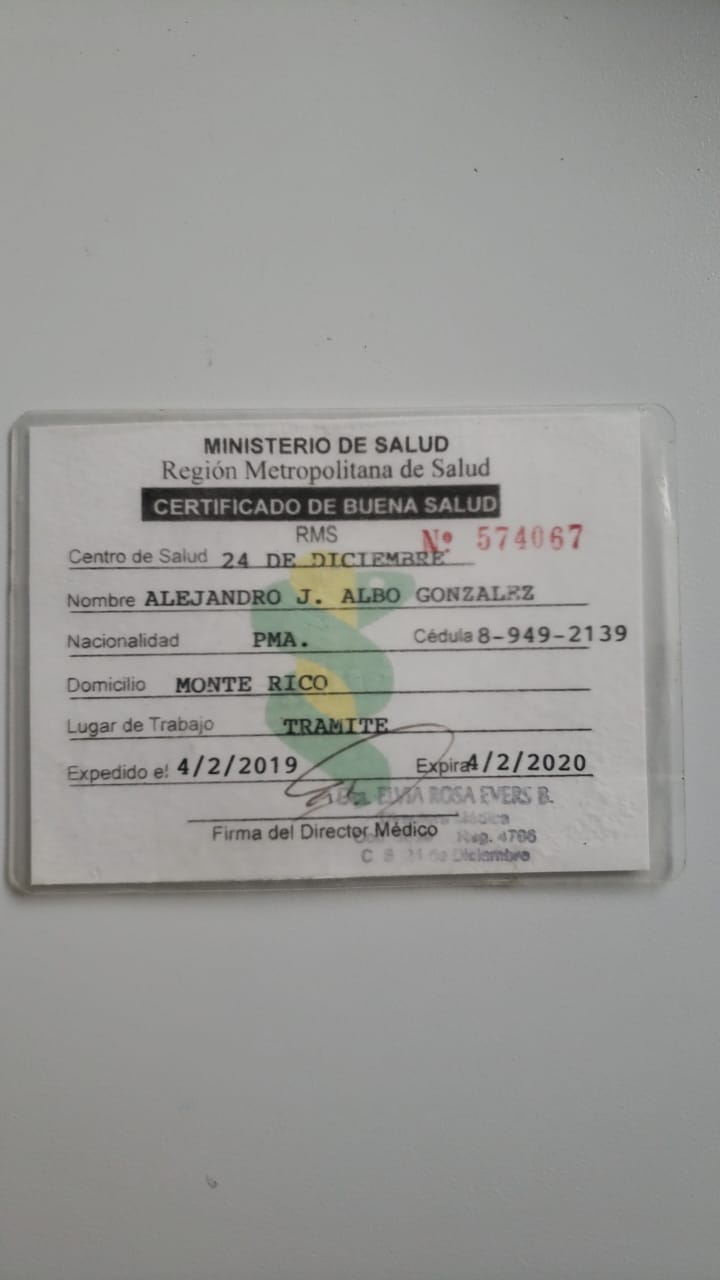 MINISTERIO DE SALUD
Región Metropolitana de Salud
CERTIFICADO DE BUENA SALUD
RMS
Nº 574067
Centro de Salud 24 DE DICIEMBRE
Nombre ALEJANDRO J. ALBO GONZALEZ
Nacionalidad PMA. Cédula 8-949-2139
Domicilio MONTE RICO
Lugar de Trabajo TRAMITE
Expedido el 4/2/2019 Expira 4/2/2020
Dra. ELVIA ROSA EVERS B.
Médica
Firma del Director Médico Reg. 4786
C. S. 24 de Diciembre